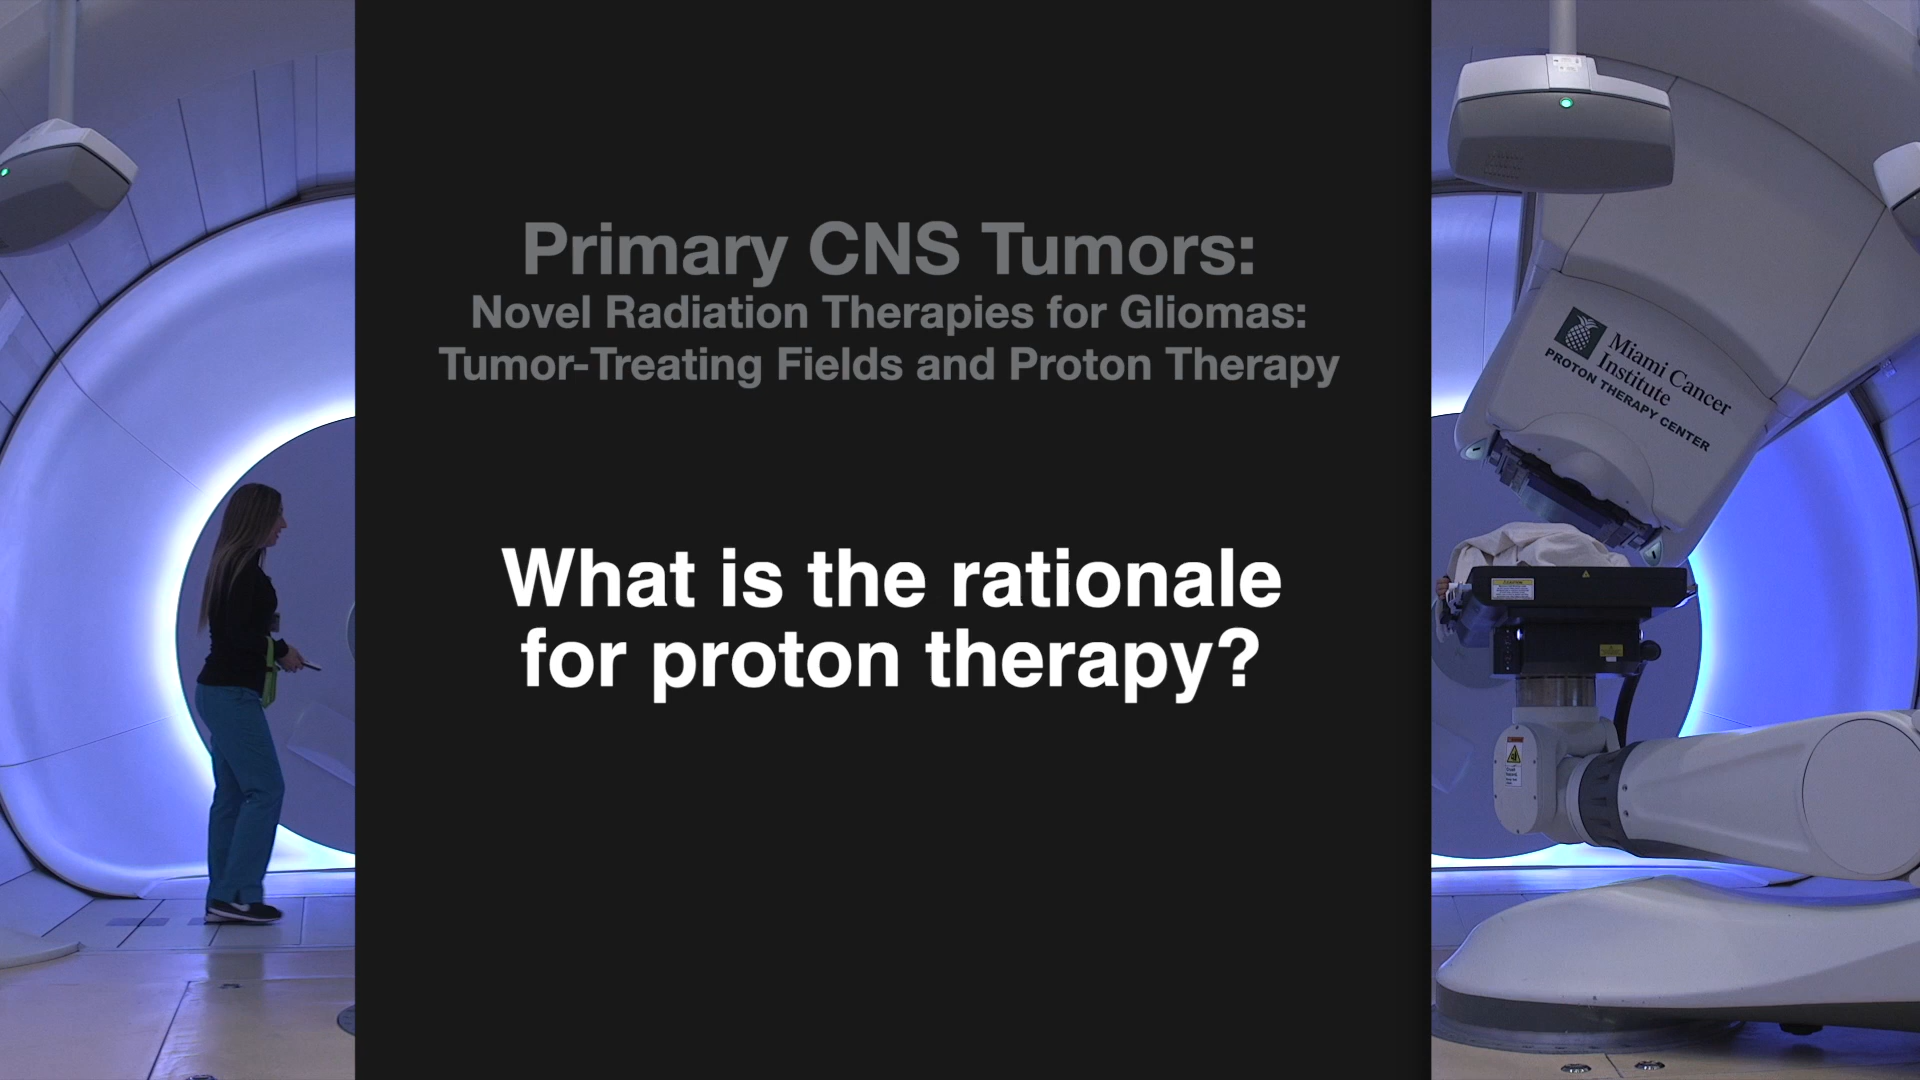 Primary CNS Tumors:
Novel Radiation Therapies for Gliomas:
Tumor-Treating Fields and Proton Therapy
What is the rationale
for proton therapy?
Miami Cancer
Institute
PROTON THERAPY CENTER